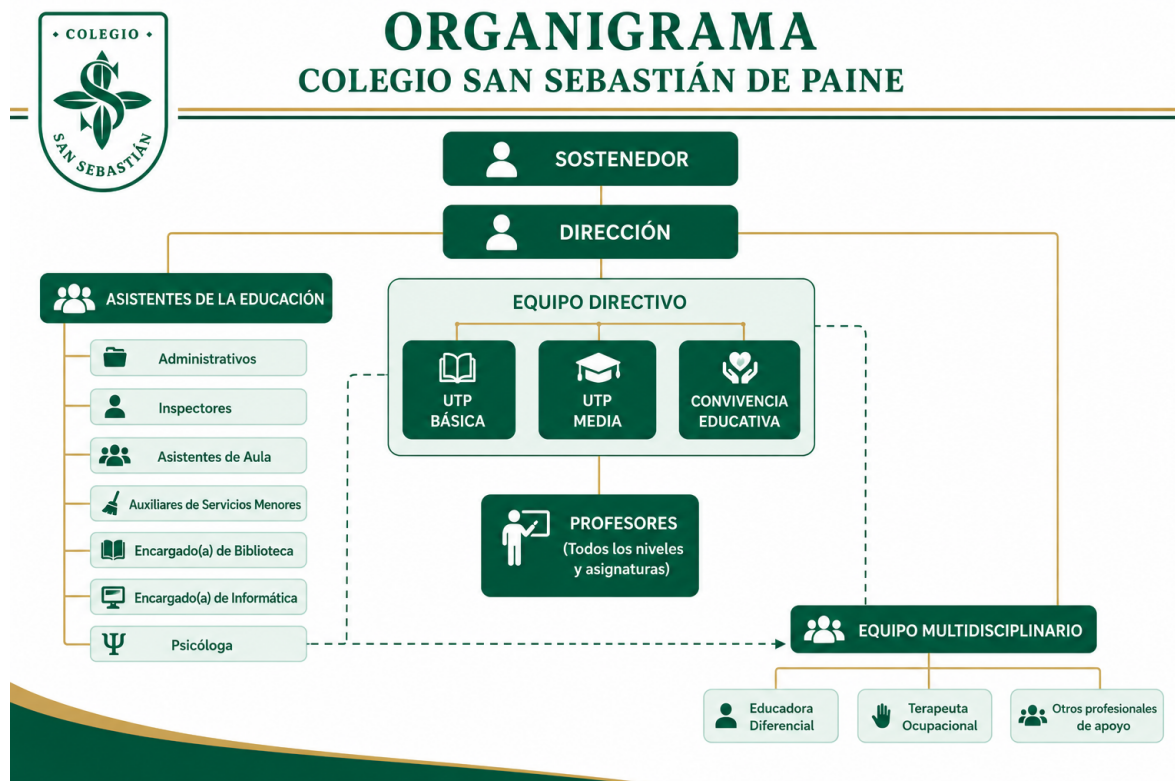 • COLEGIO •
SAN SEBASTIÁN
ORGANIGRAMA
COLEGIO SAN SEBASTIÁN DE PAINE
SOSTENEDOR
DIRECCIÓN
ASISTENTES DE LA EDUCACIÓN
Administrativos
Inspectores
Asistentes de Aula
Auxiliares de Servicios Menores
Encargado(a) de Biblioteca
Encargado(a) de Informática
Ψ Psicóloga
EQUIPO DIRECTIVO
UTP
BÁSICA
UTP
MEDIA
CONVIVENCIA
EDUCATIVA
PROFESORES
(Todos los niveles
y asignaturas)
EQUIPO MULTIDISCIPLINARIO
Educadora
Diferencial
Terapeuta
Ocupacional
Otros profesionales
de apoyo